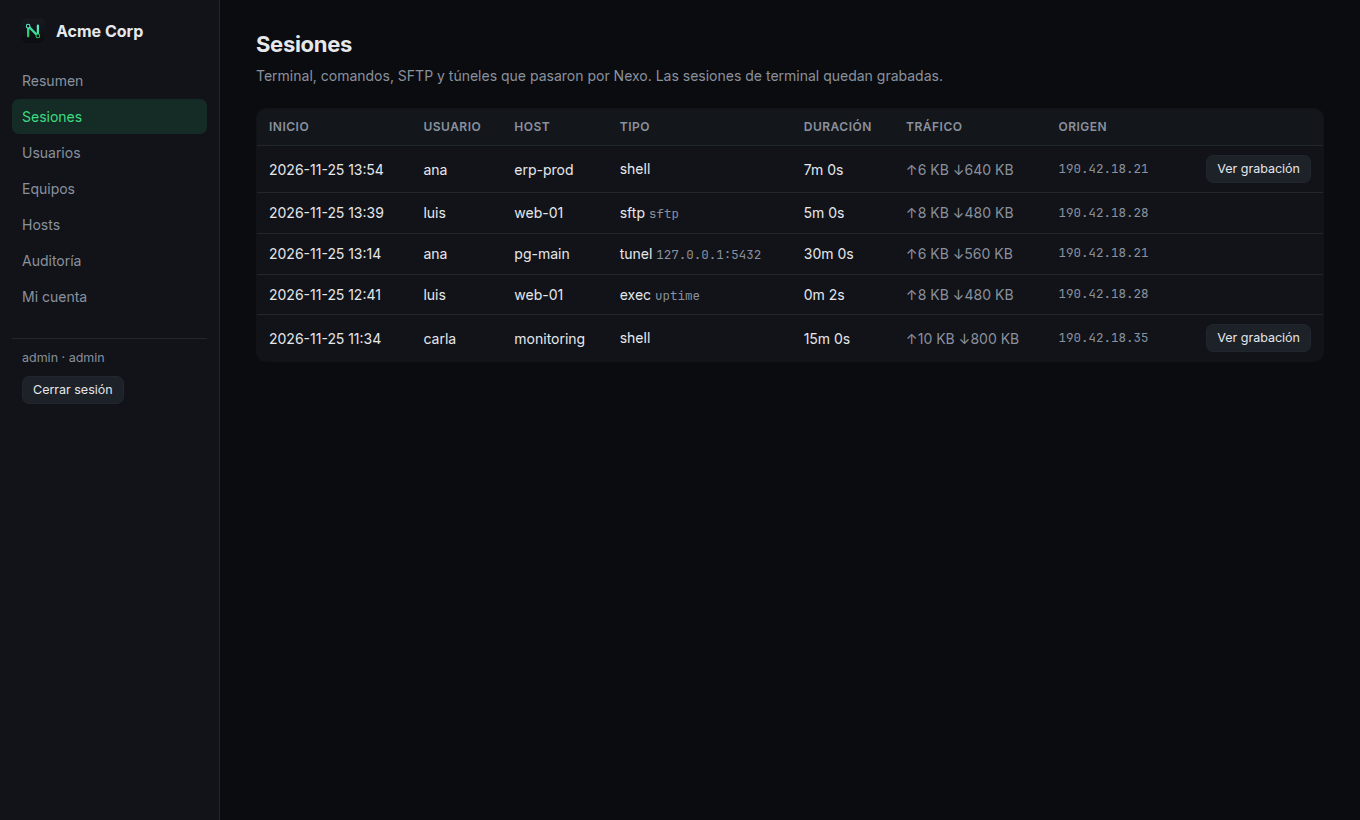 Acme Corp
Resumen
Sesiones
Usuarios
Equipos
Hosts
Auditoría
Mi cuenta
admin · admin
Cerrar sesión
Sesiones
Terminal, comandos, SFTP y túneles que pasaron por Nexo. Las sesiones de terminal quedan grabadas.
INICIO USUARIO HOST TIPO DURACIÓN TRÁFICO ORIGEN
2026-11-25 13:54 ana erp-prod shell 7m 0s ↑6 KB ↓640 KB 190.42.18.21 Ver grabación
2026-11-25 13:39 luis web-01 sftp sftp 5m 0s ↑8 KB ↓480 KB 190.42.18.28
2026-11-25 13:14 ana pg-main tunel 127.0.0.1:5432 30m 0s ↑6 KB ↓560 KB 190.42.18.21
2026-11-25 12:41 luis web-01 exec uptime 0m 2s ↑8 KB ↓480 KB 190.42.18.28
2026-11-25 11:34 carla monitoring shell 15m 0s ↑10 KB ↓800 KB 190.42.18.35 Ver grabación